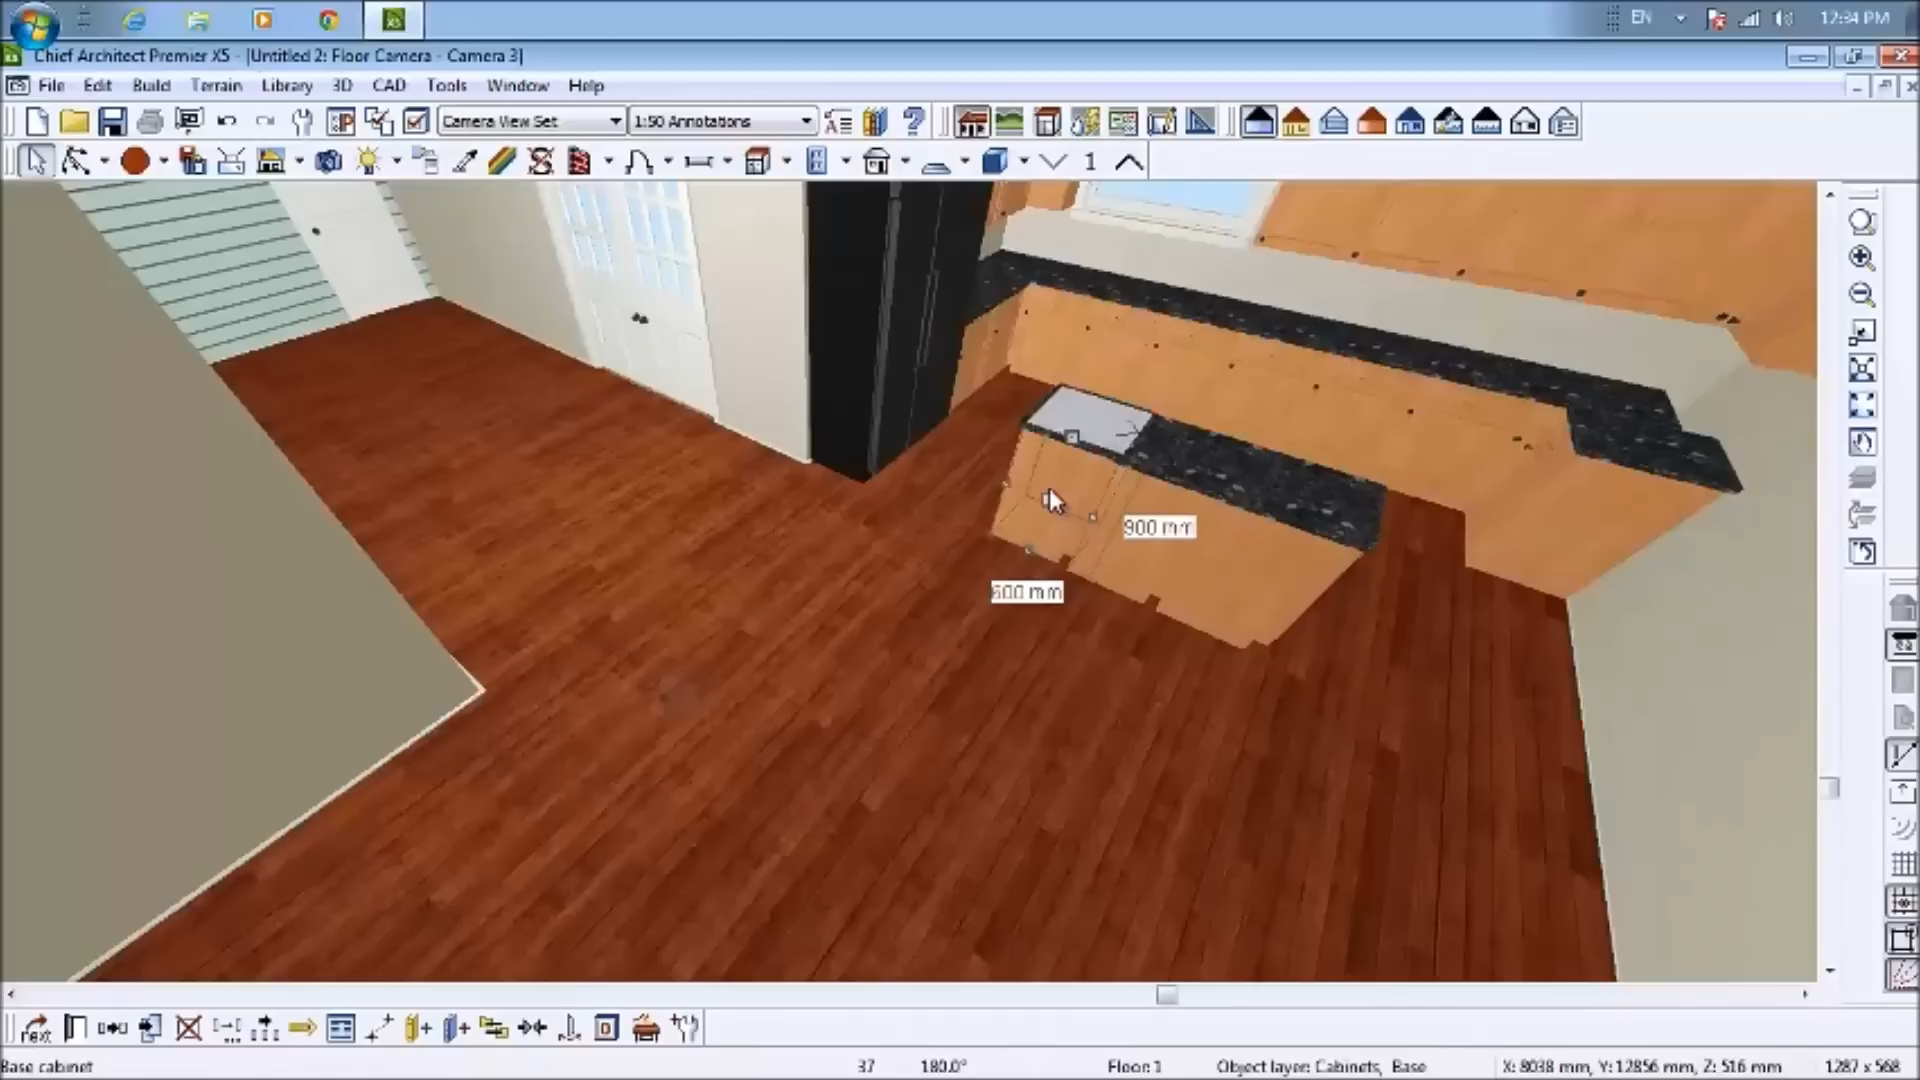 EN
12:34 PM
Chief Architect Premier X5 - [Untitled 2: Floor Camera - Camera 3]
File Edit Build Terrain Library 3D CAD Tools Window Help
Camera View Set 1:50 Annotations
1
900 mm
600 mm
next
Base cabinet 37 180.0° Floor: 1 Object layer: Cabinets, Base X: 8038 mm, Y: 12856 mm, Z: 516 mm 1287 x 568